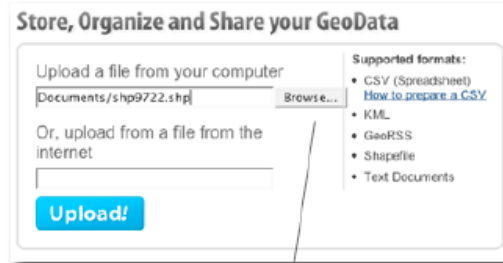 Store, Organize and Share your GeoData
Upload a file from your computer
Documents/shp9722.shp
Browse...
Or, upload from a file from the
internet
Upload!
Supported formats:
• CSV (Spreadsheet)
How to prepare a CSV
• KML
• GeoRSS
• Shapefile
• Text Documents